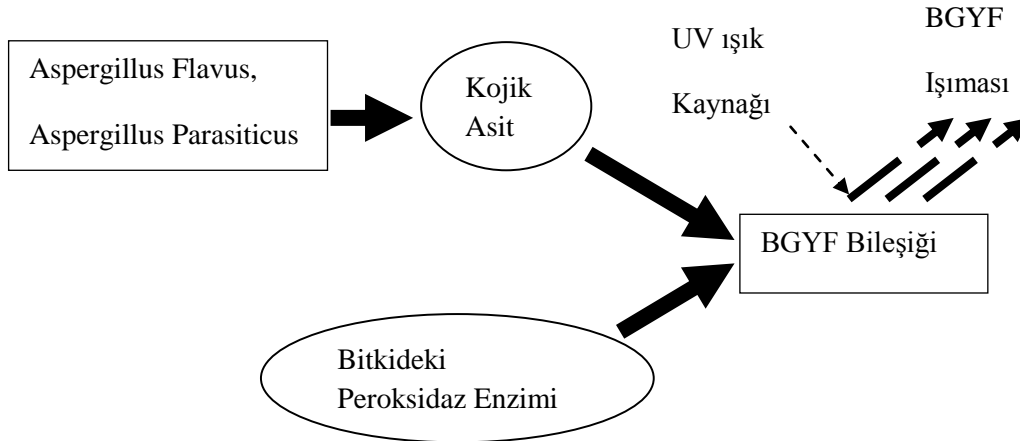 Aspergillus Flavus,
Aspergillus Parasiticus
Kojik
Asit
UV ışık
Kaynağı
BGYF
Işıması
BGYF Bileşiği
Bitkideki
Peroksidaz Enzimi